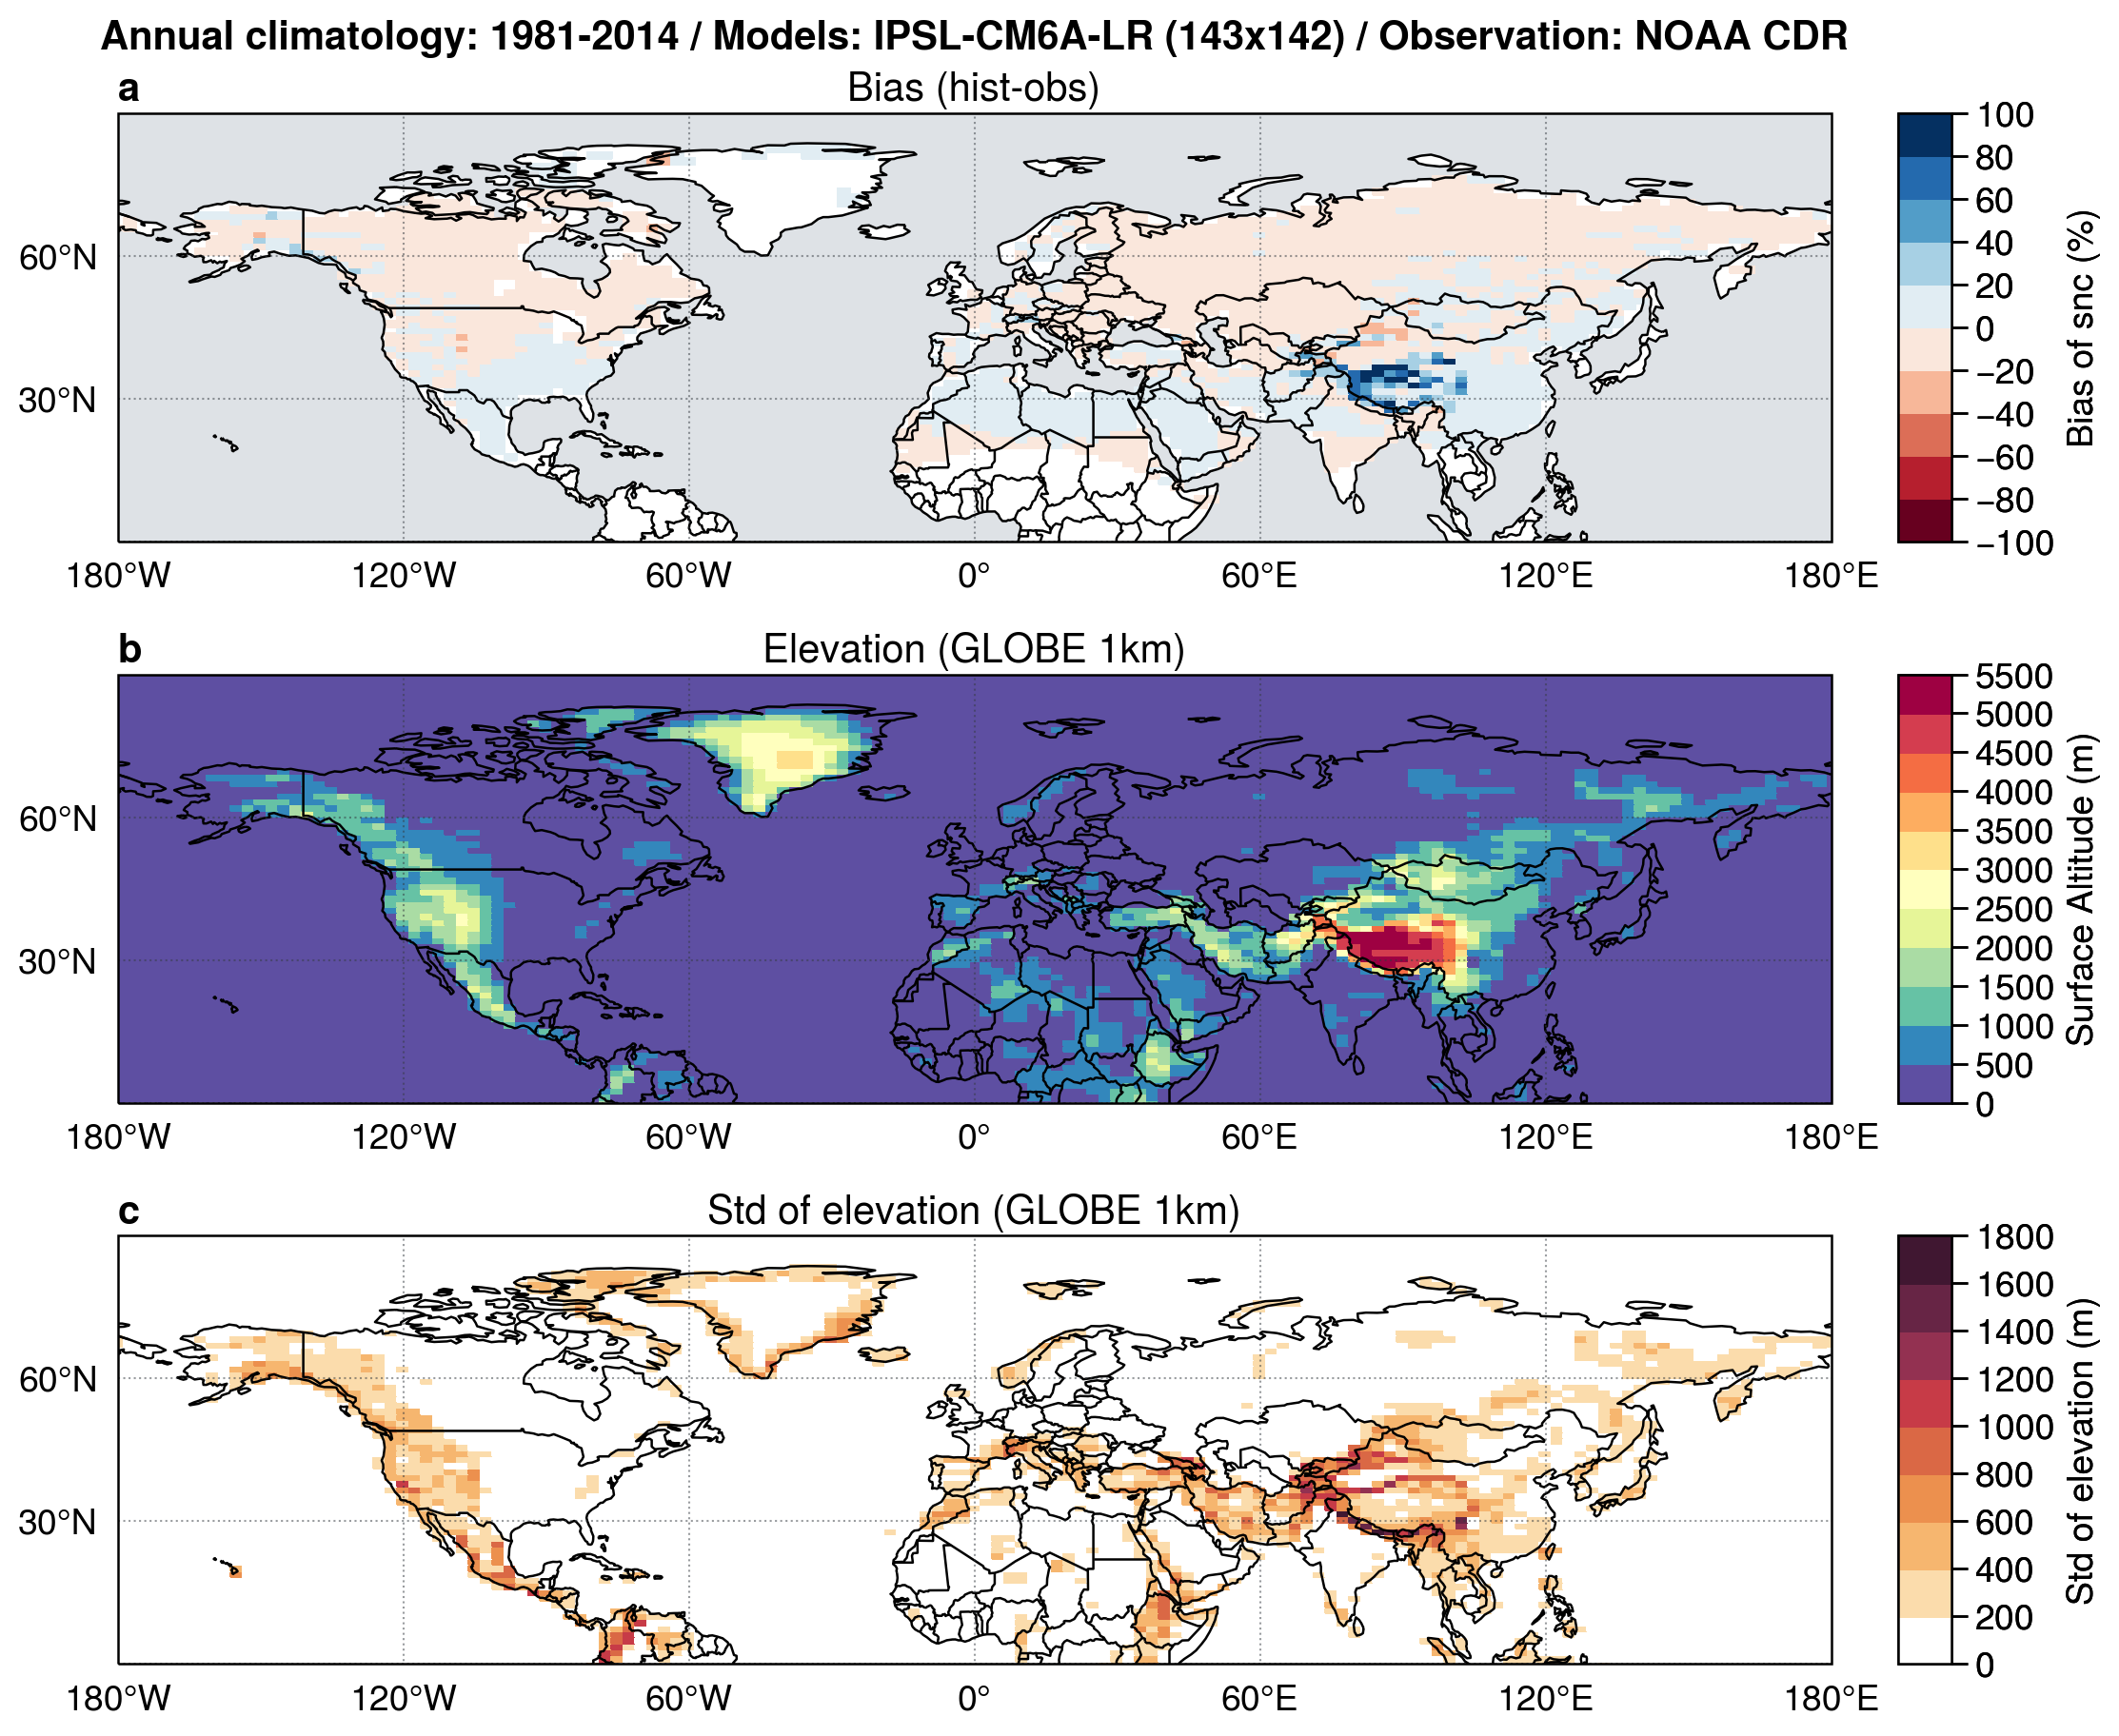 Annual climatology: 1981-2014 / Models: IPSL-CM6A-LR (143x142) / Observation: NOAA CDR
a
Bias (hist-obs)
60°N
30°N
180°W 120°W 60°W 0° 60°E 120°E 180°E
100
80
60
40
20
0
−20
−40
−60
−80
−100
Bias of snc (%)
b
Elevation (GLOBE 1km)
60°N
30°N
180°W 120°W 60°W 0° 60°E 120°E 180°E
5500
5000
4500
4000
3500
3000
2500
2000
1500
1000
500
0
Surface Altitude (m)
c
Std of elevation (GLOBE 1km)
60°N
30°N
180°W 120°W 60°W 0° 60°E 120°E 180°E
1800
1600
1400
1200
1000
800
600
400
200
0
Std of elevation (m)